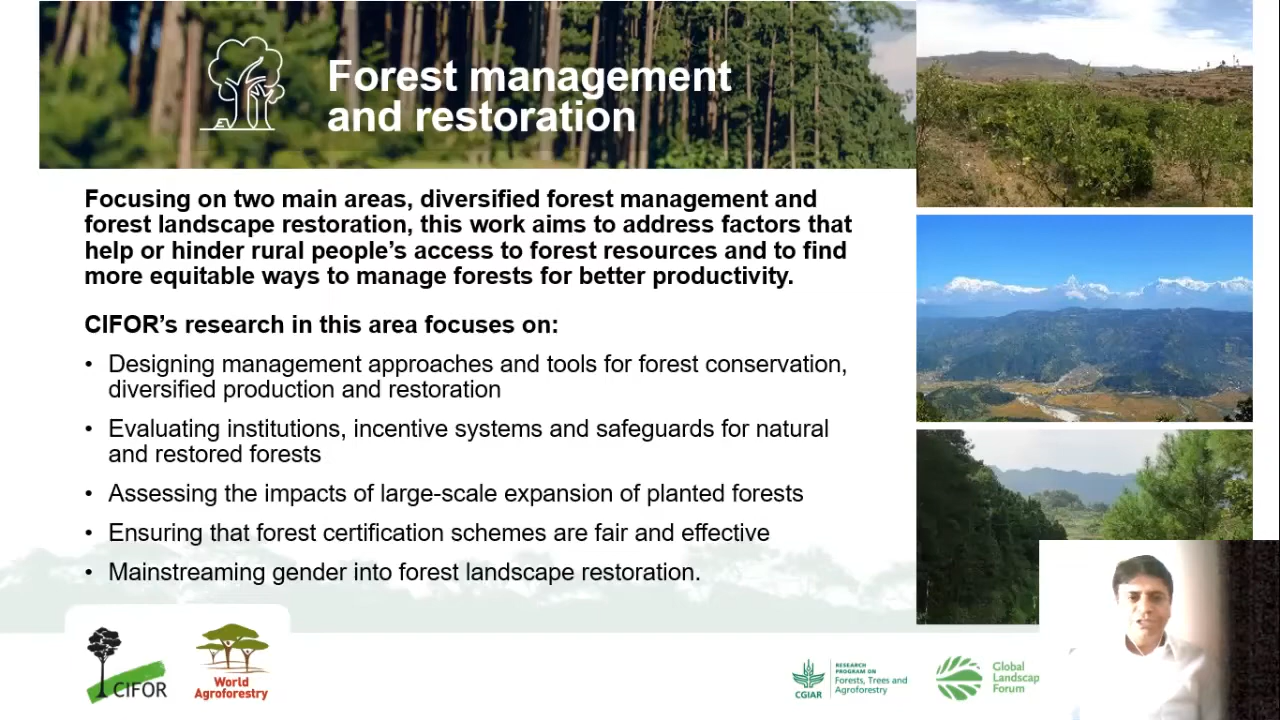 Forest management
and restoration
Focusing on two main areas, diversified forest management and
forest landscape restoration, this work aims to address factors that
help or hinder rural people’s access to forest resources and to find
more equitable ways to manage forests for better productivity.
CIFOR’s research in this area focuses on:
• Designing management approaches and tools for forest conservation,
diversified production and restoration
• Evaluating institutions, incentive systems and safeguards for natural
and restored forests
• Assessing the impacts of large-scale expansion of planted forests
• Ensuring that forest certification schemes are fair and effective
• Mainstreaming gender into forest landscape restoration.
CIFOR
World
Agroforestry
CGIAR
RESEARCH
PROGRAM ON
Forests, Trees and
Agroforestry
Global
Landscap
Forum